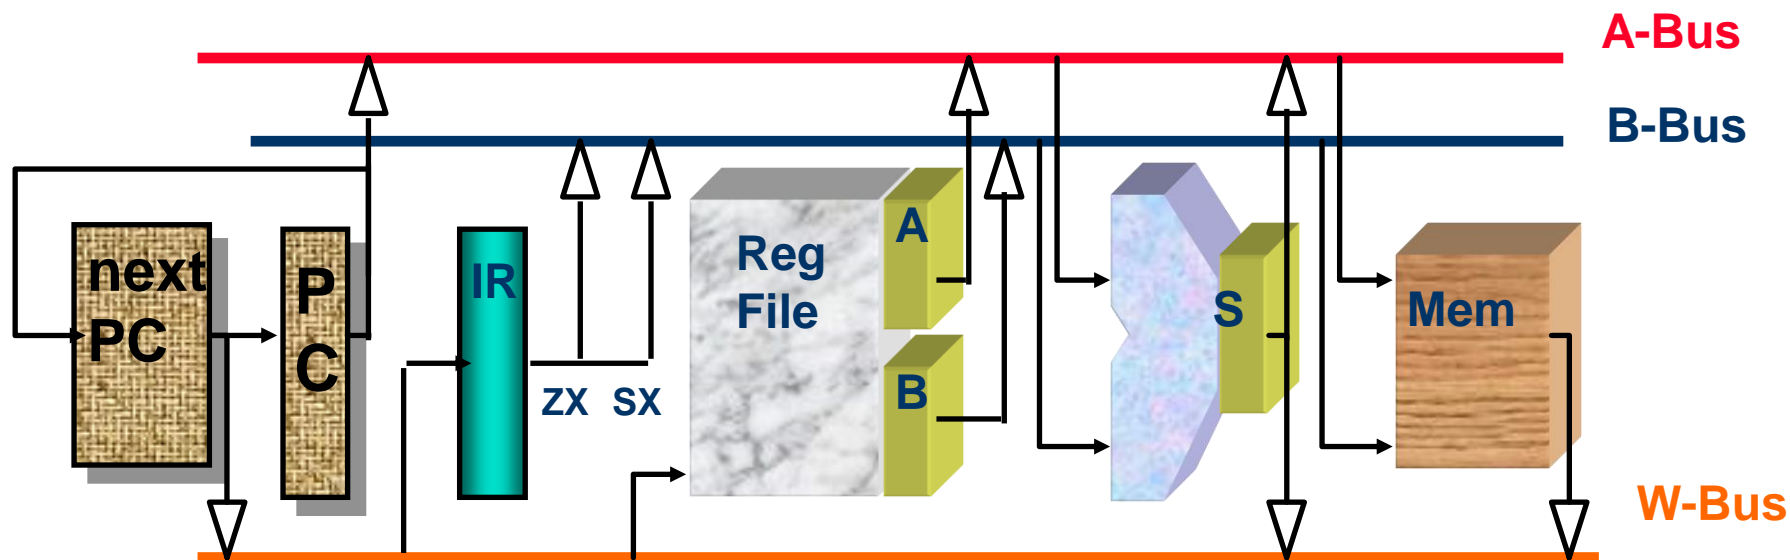 A-Bus
B-Bus
next
PC
P
C
IR
ZX SX
Reg
File
A
B
S
Mem
W-Bus